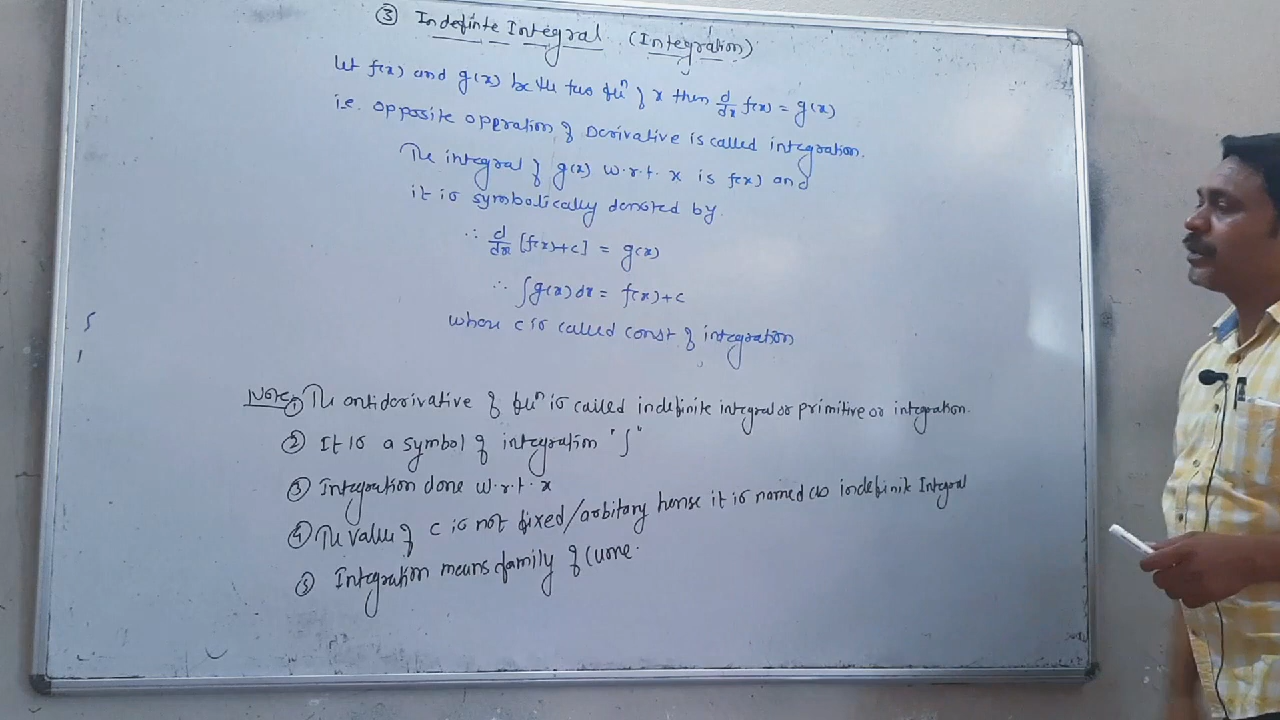 ③ Indefinte Integral (Integration)
let f(x) and g(x) be the two fuⁿ of x then d/dx f(x) = g(x)
i.e. opposite operation of Derivative is called integration.
The integral of g(x) w.r.t. x is f(x) and
it is symbolically denoted by.
∴ d/dx [f(x)+c] = g(x)
∴ ∫g(x)dx = f(x)+c
where c is called const of integration
Note ① The antiderivative of fuⁿ is called indefinite integral or primitive or integration.
② It is a symbol of integration "∫"
③ Integration done w.r.t. x
④ The value of c is not fixed/arbitary hense it is named as indefinite Integral
⑤ Integration means family of curve.